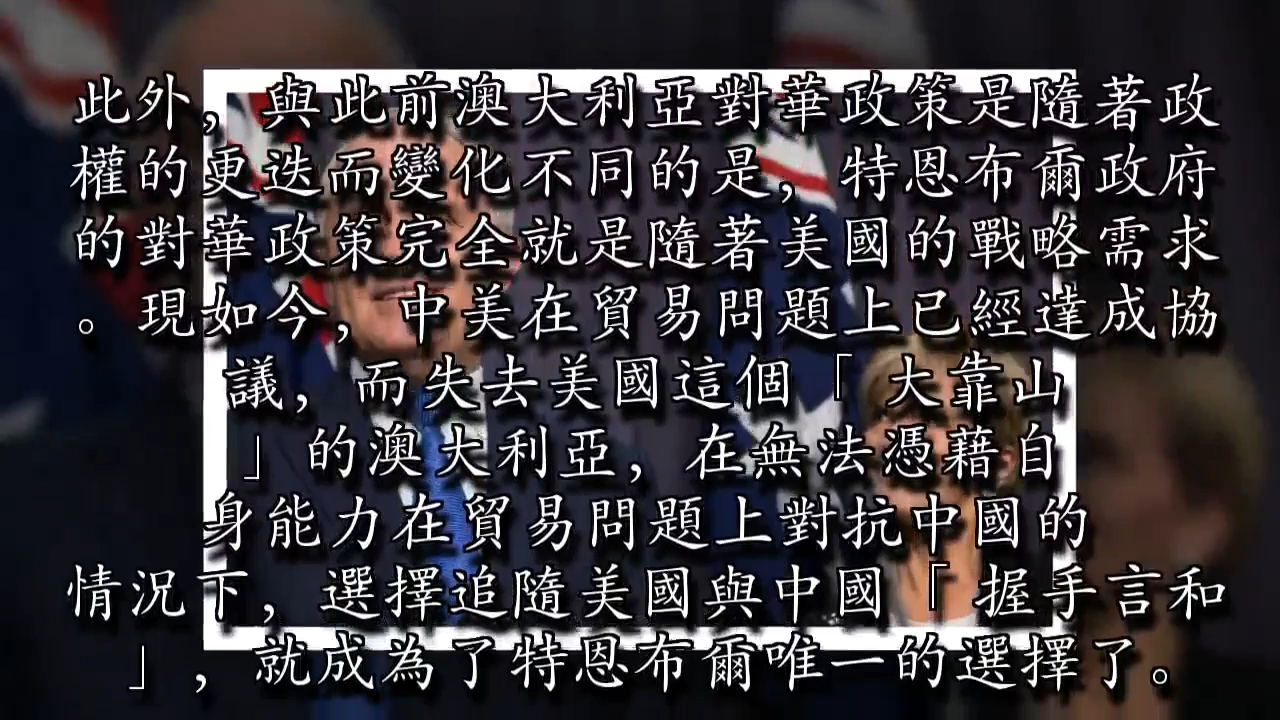 此外，與此前澳大利亞對華政策是隨著政
權的更迭而變化不同的是，特恩布爾政府
的對華政策完全就是隨著美國的戰略需求
。現如今，中美在貿易問題上已經達成協
議，而失去美國這個「大靠山
」的澳大利亞，在無法憑藉自
身能力在貿易問題上對抗中國的
情況下，選擇追隨美國與中國「握手言和
」，就成為了特恩布爾唯一的選擇了。